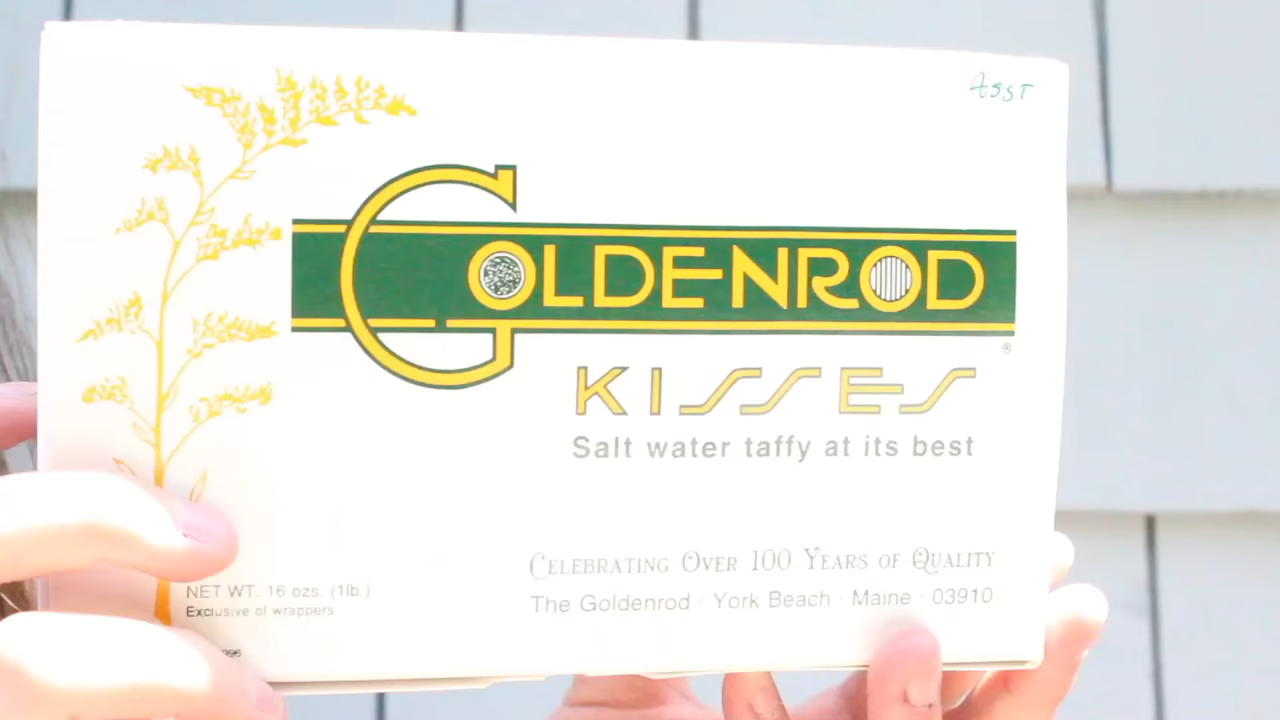 ASST
GOLDENROD
®
KISSES
Salt water taffy at its best
CELEBRATING OVER 100 YEARS OF QUALITY
The Goldenrod · York Beach · Maine · 03910
NET WT. 16 ozs. (1lb.)
Exclusive of wrappers